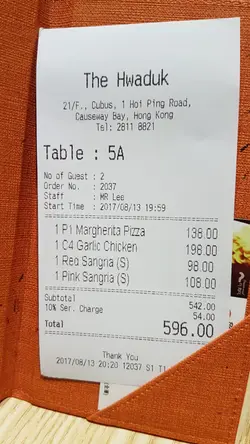 The Hwaduk
21/F., Cubus, 1 Hoi Ping Road,
Causeway Bay, Hong Kong
Tel: 2811 8821
Table : 5A
No of Guest : 2
Order No. : 2037
Staff : MR Lee
Start Time : 2017/08/13 19:59
1 P1 Margherita Pizza 138.00
1 C4 Garlic Chicken 198.00
1 Red Sangria (S) 98.00
1 Pink Sangria (S) 108.00
Subtotal 542.00
10% Ser. Charge 54.00
Total 596.00
Thank You
2017/08/13 20:20 12037 S1 T1